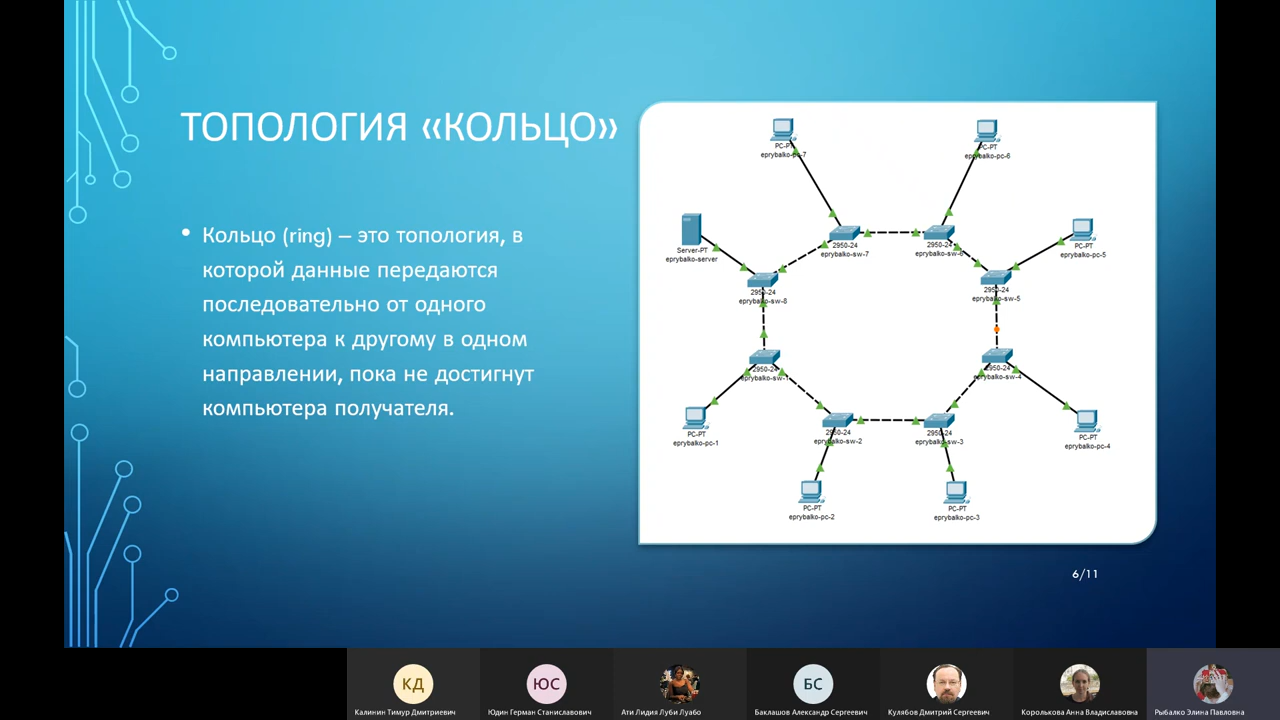 ТОПОЛОГИЯ «КОЛЬЦО»
• Кольцо (ring) – это топология, в
которой данные передаются
последовательно от одного
компьютера к другому в одном
направлении, пока не достигнут
компьютера получателя.
PC-PT
eprybalko-pc-7
PC-PT
eprybalko-pc-6
Server-PT
eprybalko-server
2950-24
eprybalko-sw-7
2950-24
eprybalko-sw-6
PC-PT
eprybalko-pc-5
2950-24
eprybalko-sw-8
2950-24
eprybalko-sw-5
2950-24
eprybalko-sw-1
2950-24
eprybalko-sw-4
PC-PT
eprybalko-pc-1
2950-24
eprybalko-sw-2
2950-24
eprybalko-sw-3
PC-PT
eprybalko-pc-4
PC-PT
eprybalko-pc-2
PC-PT
eprybalko-pc-3
6/11
КД
ЮС
БС
Калинин Тимур Дмитриевич
Юдин Герман Станиславович
Ати Лидия Луби Луабо
Баклашов Александр Сергеевич
Кулябов Дмитрий Сергеевич
Королькова Анна Владиславовна
Рыбалко Элина Павловна